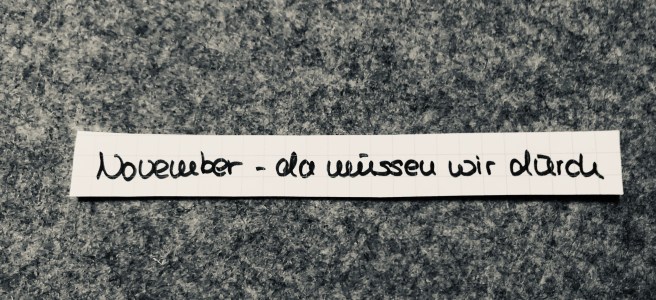 November - da müssen wir durch